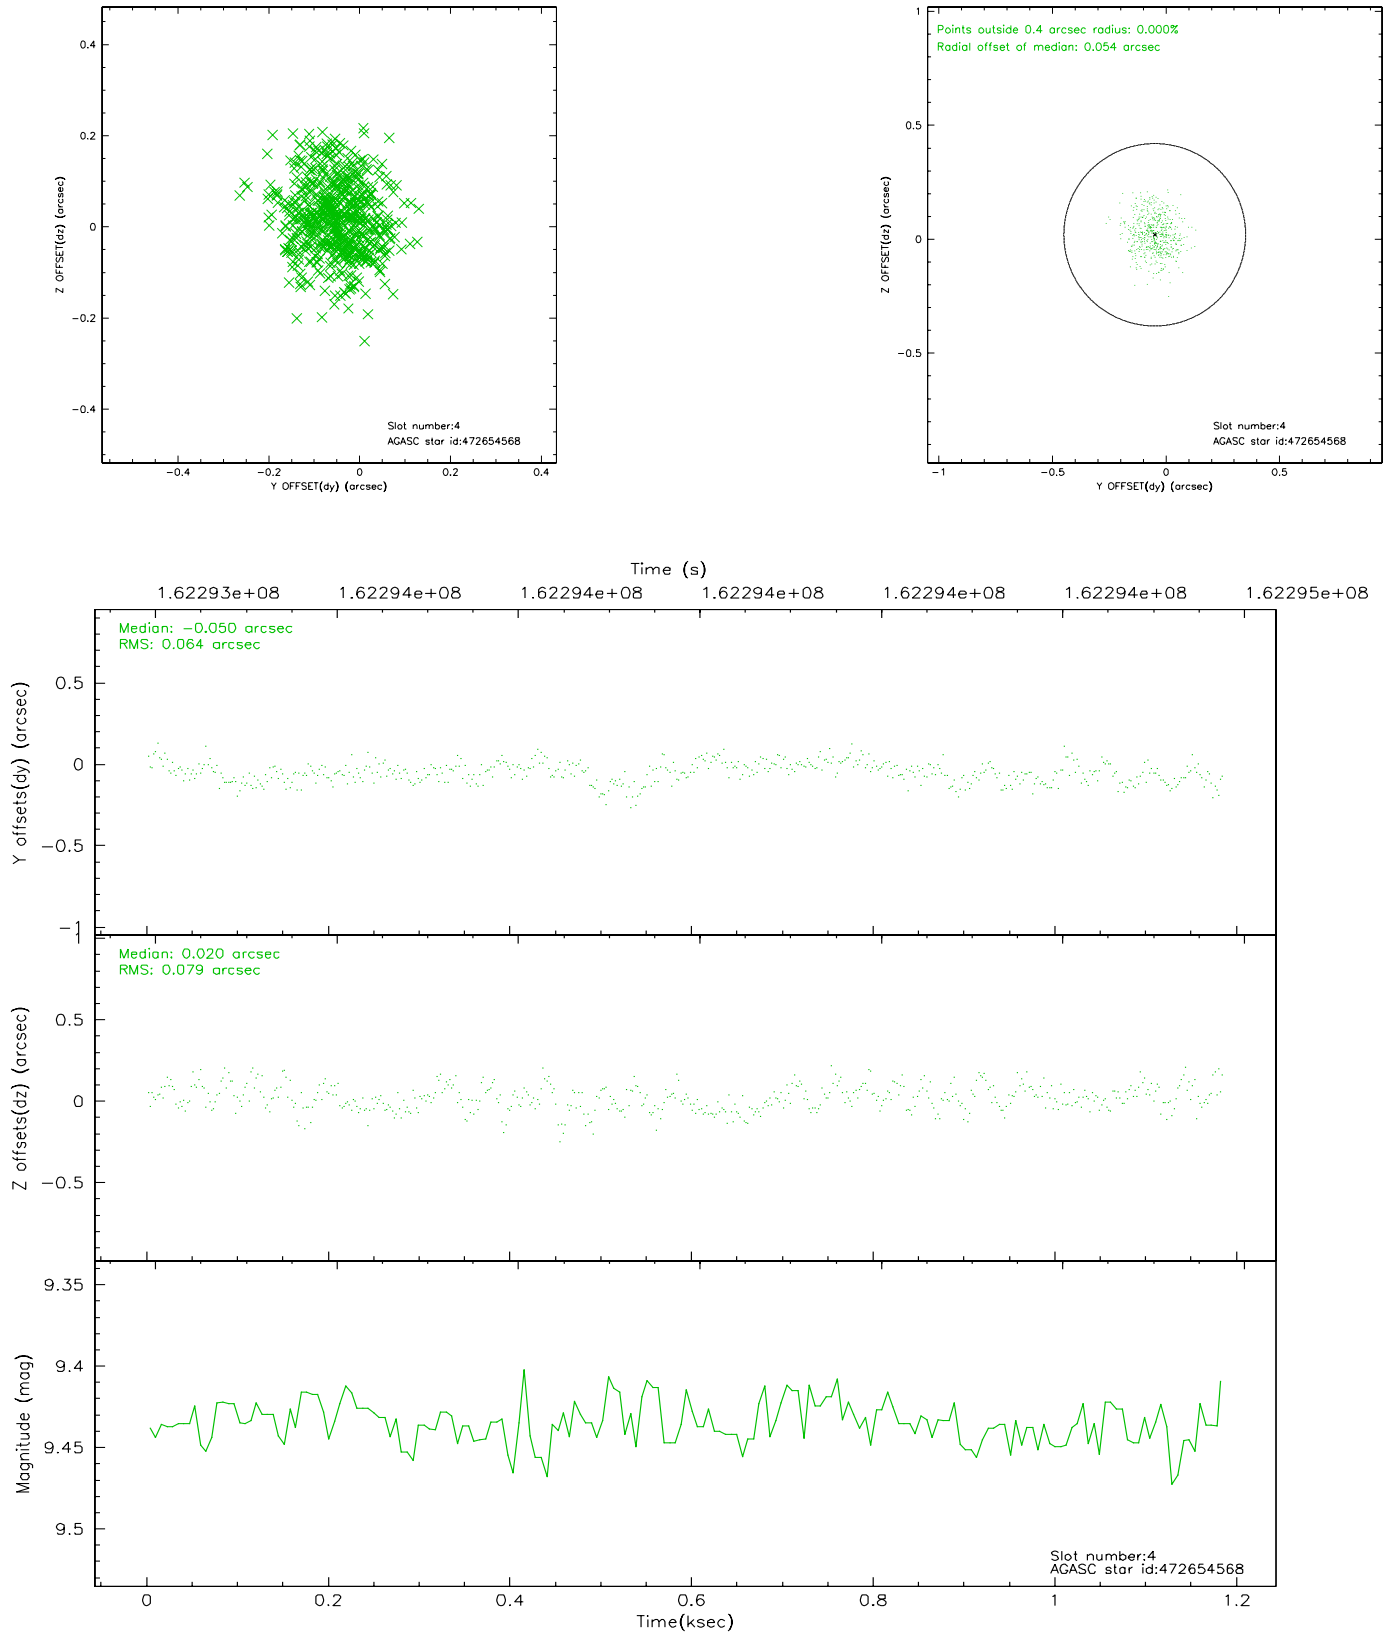 0.4
0.2
0
−0.2
−0.4
Z OFFSET(dz) (arcsec)
Slot number:4
AGASC star id:472654568
−0.4 −0.2 0 0.2 0.4
Y OFFSET(dy) (arcsec)
Points outside 0.4 arcsec radius: 0.000%
Radial offset of median: 0.054 arcsec
1
0.5
0
−0.5
Z OFFSET(dz) (arcsec)
Slot number:4
AGASC star id:472654568
−1 −0.5 0 0.5
Y OFFSET(dy) (arcsec)
Time (s)
1.62293e+08 1.62294e+08 1.62294e+08 1.62294e+08 1.62294e+08 1.62294e+08 1.62295e+08
Median: −0.050 arcsec
RMS: 0.064 arcsec
0.5
0
−0.5
−1
Y offsets(dy) (arcsec)
Median: 0.020 arcsec
RMS: 0.079 arcsec
1
0.5
0
−0.5
Z offsets(dz) (arcsec)
9.35
9.4
9.45
9.5
Magnitude (mag)
Slot number:4
AGASC star id:472654568
0 0.2 0.4 0.6 0.8 1 1.2
Time(ksec)